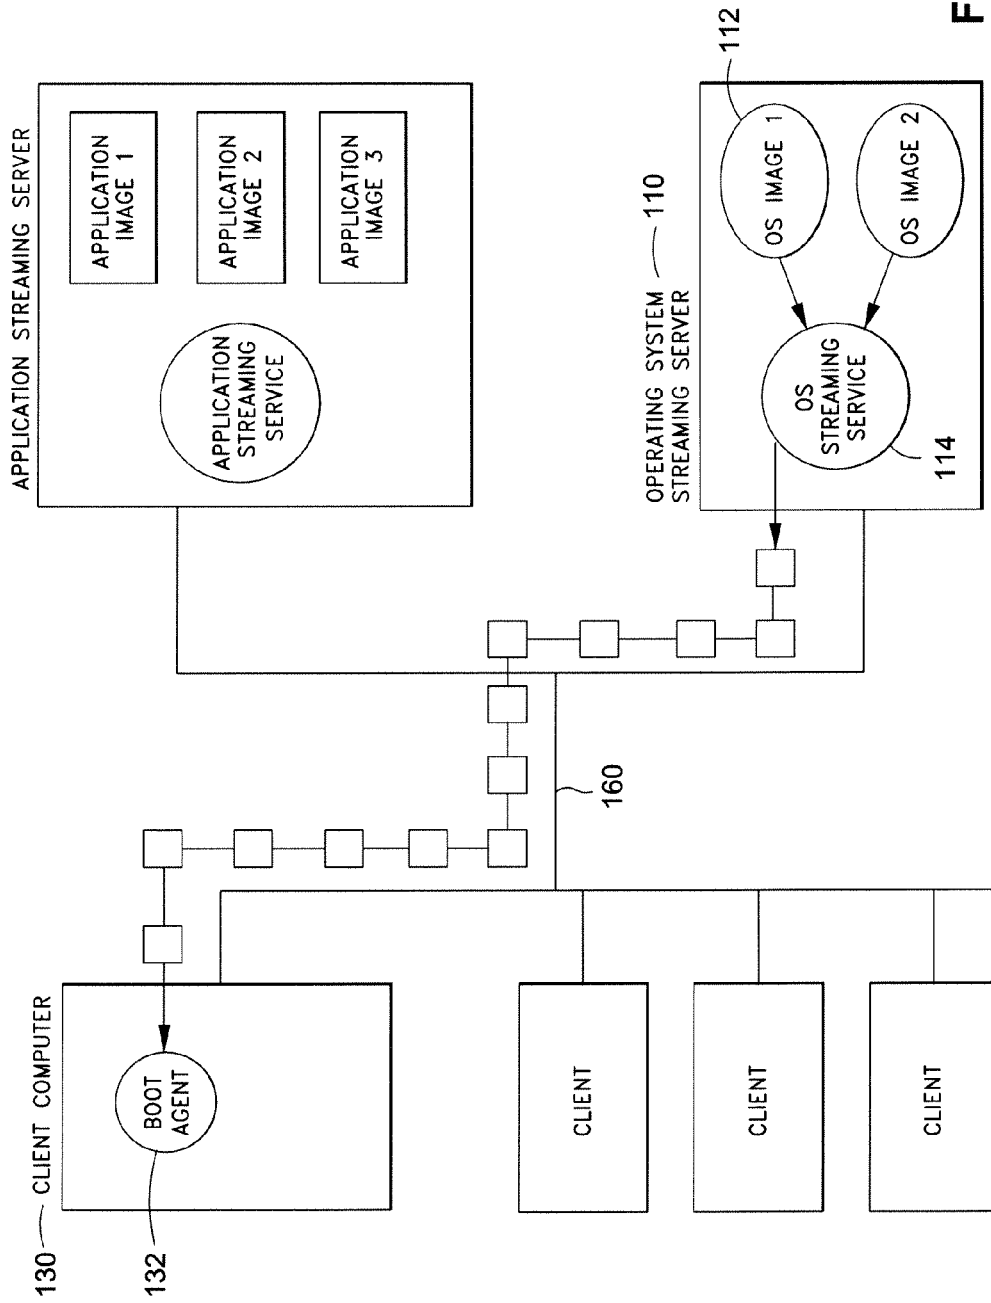 130
CLIENT COMPUTER
BOOT
AGENT
132
CLIENT
CLIENT
CLIENT
160
APPLICATION STREAMING SERVER
APPLICATION
STREAMING
SERVICE
APPLICATION
IMAGE 1
APPLICATION
IMAGE 2
APPLICATION
IMAGE 3
OPERATING SYSTEM
STREAMING SERVER
110
OS
STREAMING
SERVICE
114
OS IMAGE 1
112
OS IMAGE 2
F